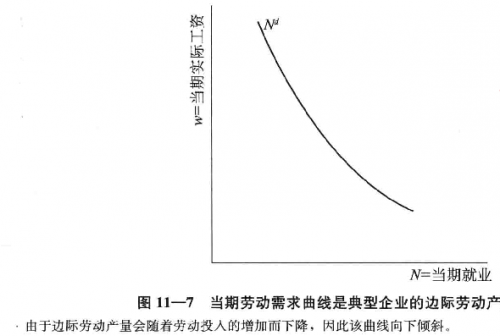 Nᵈ
w=当期实际工资
N=当期就业
图 11—7 当期劳动需求曲线是典型企业的边际劳动产
· 由于边际劳动产量会随着劳动投入的增加而下降，因此该曲线向下倾斜。